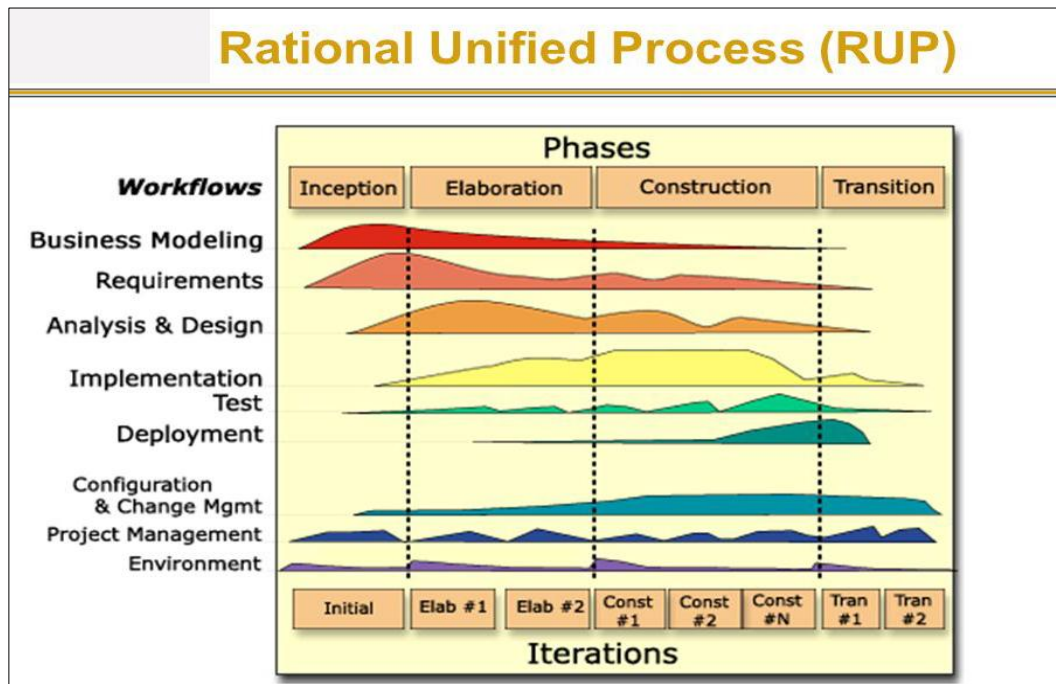 Rational Unified Process (RUP)
Phases
Workflows
Inception
Elaboration
Construction
Transition
Business Modeling
Requirements
Analysis & Design
Implementation
Test
Deployment
Configuration
& Change Mgmt
Project Management
Environment
Initial
Elab #1
Elab #2
Const
#1
Const
#2
Const
#N
Tran
#1
Tran
#2
Iterations